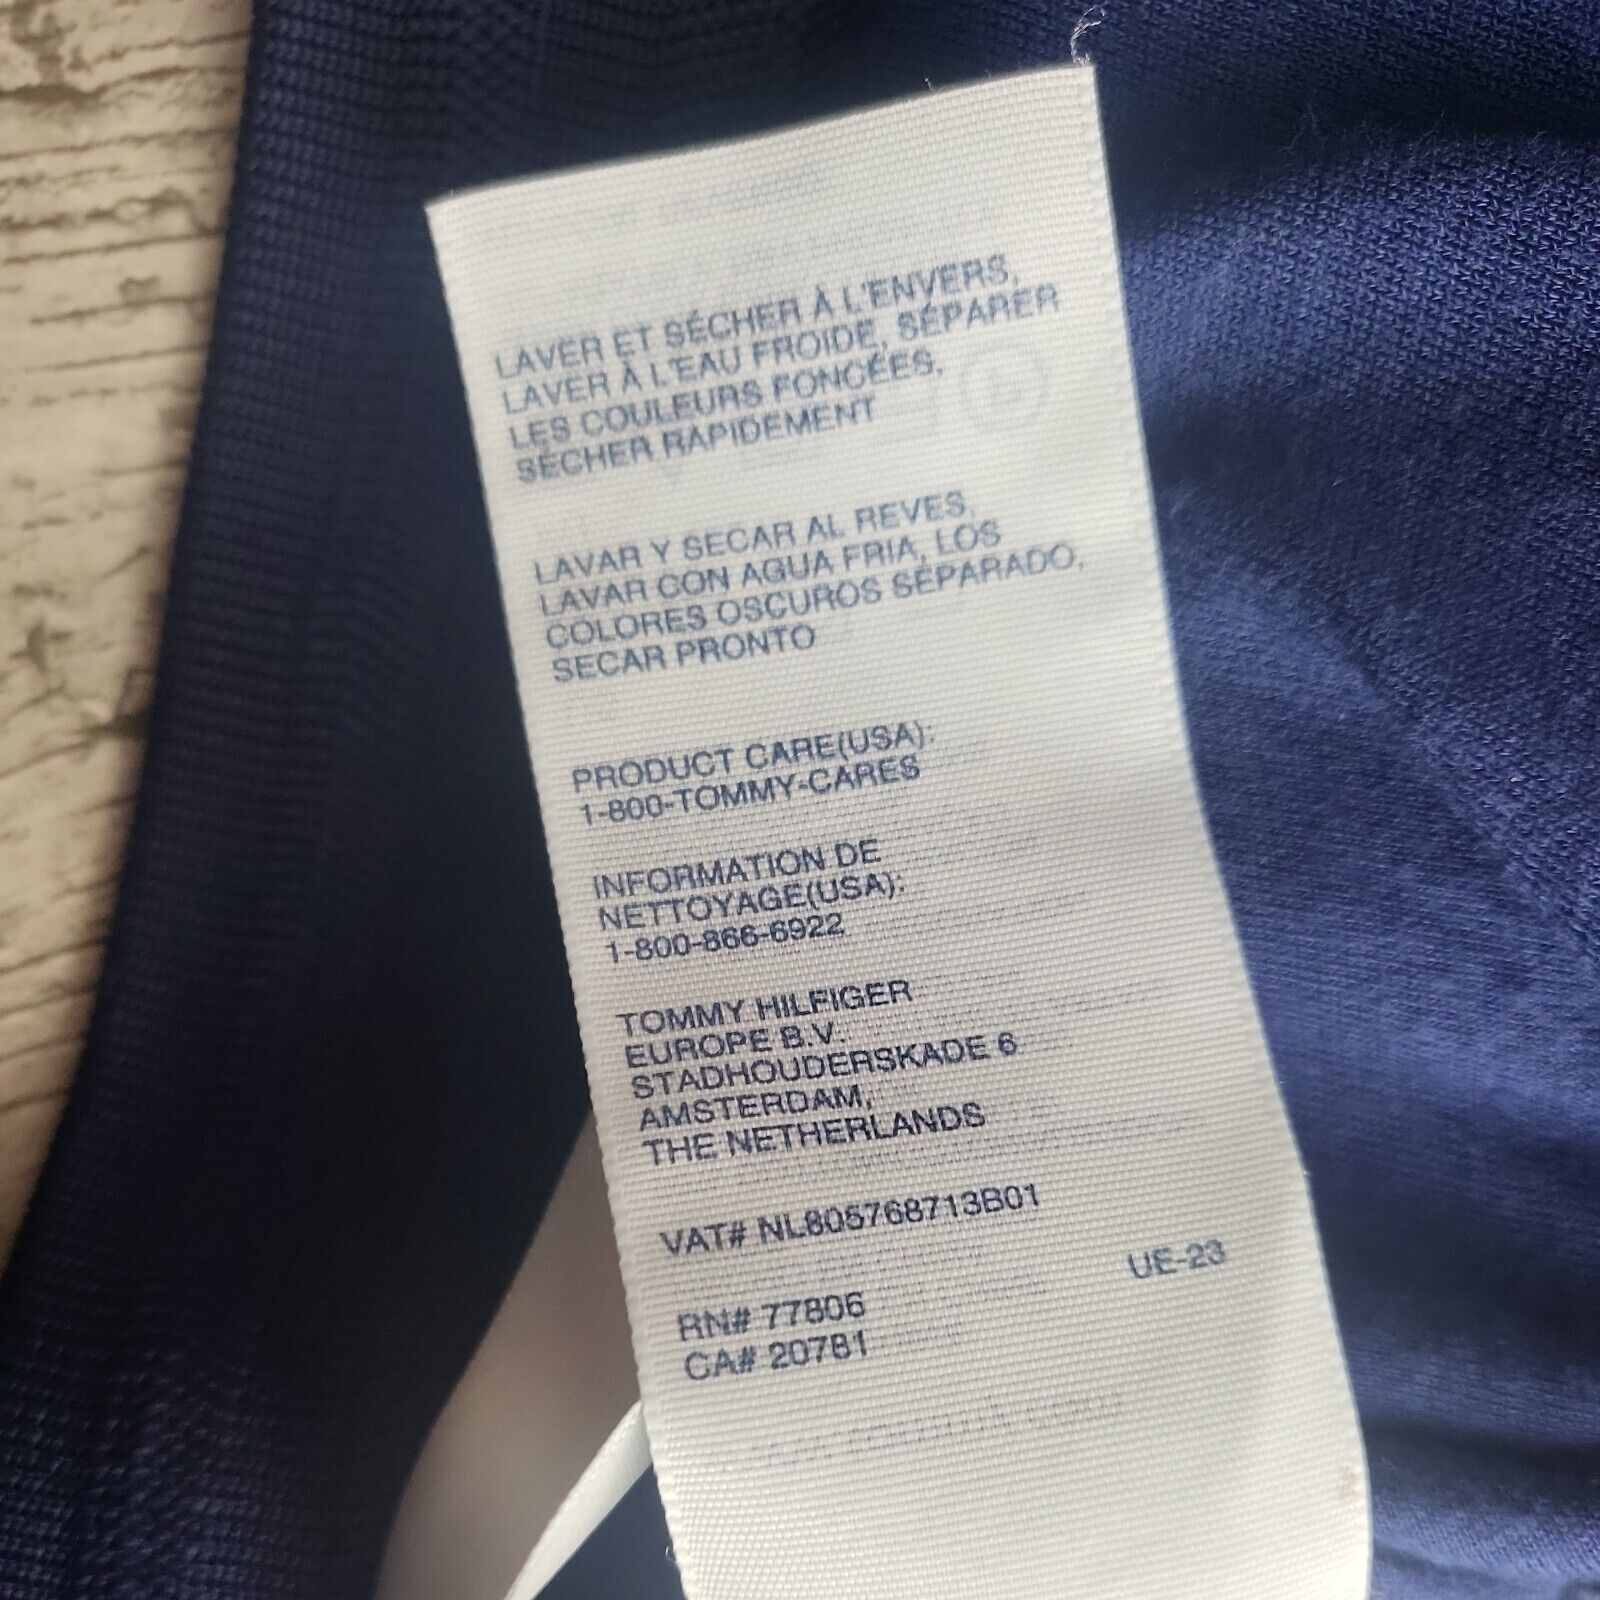 LAVER ET SÉCHER À L'ENVERS,
LAVER À L'EAU FROIDE, SÉPARER
LES COULEURS FONCÉES,
SÉCHER RAPIDEMENT
LAVAR Y SECAR AL REVES,
LAVAR CON AGUA FRIA, LOS
COLORES OSCUROS SEPARADO,
SECAR PRONTO
PRODUCT CARE(USA):
1-800-TOMMY-CARES
INFORMATION DE
NETTOYAGE(USA):
1-800-866-6922
TOMMY HILFIGER
EUROPE B.V.
STADHOUDERSKADE 6
AMSTERDAM,
THE NETHERLANDS
VAT# NL805768713B01
UE-23
RN# 77806
CA# 20781